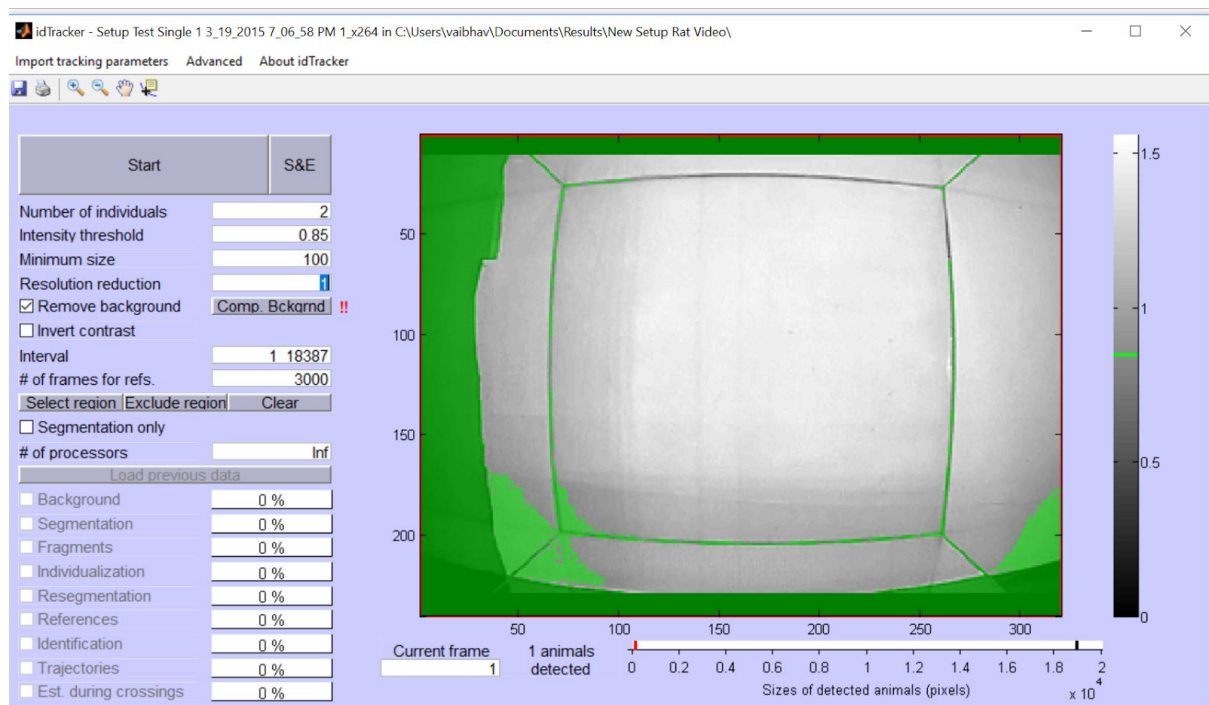 idTracker - Setup Test Single 1 3_19_2015 7_06_58 PM 1_x264 in C:\Users\vaibhav\Documents\Results\New Setup Rat Video\
Import tracking parameters Advanced About idTracker
Start S&E
Number of individuals 2
Intensity threshold 0.85
Minimum size 100
Resolution reduction 1
Remove background Comp. Bckgrnd !!
Invert contrast
Interval 1 18387
# of frames for refs. 3000
Select region Exclude region Clear
Segmentation only
# of processors Inf
Load previous data
Background 0 %
Segmentation 0 %
Fragments 0 %
Individualization 0 %
Resegmentation 0 %
References 0 %
Identification 0 %
Trajectories 0 %
Est. during crossings 0 %
50
100
150
200
50 100 150 200 250 300
1.5
1
0.5
0
Current frame 1 animals
1 detected
0 0.2 0.4 0.6 0.8 1 1.2 1.4 1.6 1.8 2
Sizes of detected animals (pixels) x 10^4